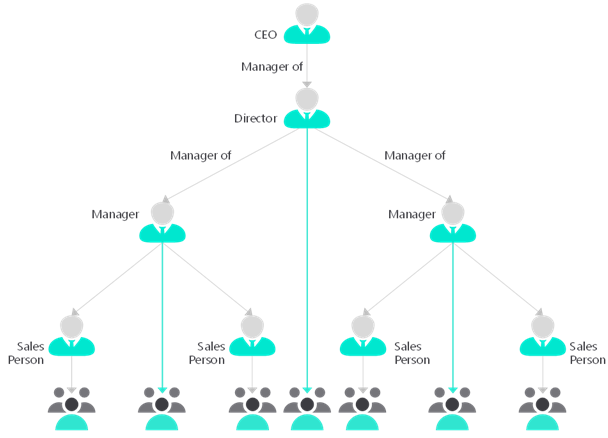 CEO
Manager of
Director
Manager of
Manager of
Manager
Manager
Sales
Person
Sales
Person
Sales
Person
Sales
Person